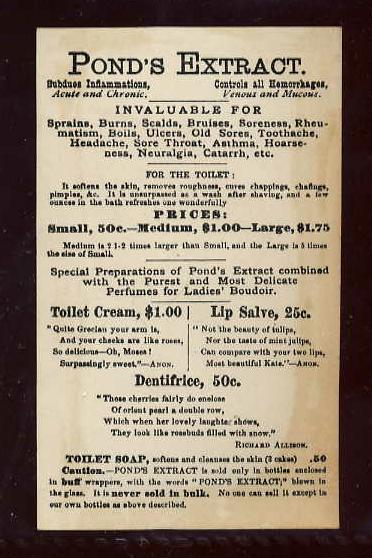 POND'S EXTRACT.
Subdues Inflammations, Controls all Hemorrhages,
Acute and Chronic. Venous and Mucous.
INVALUABLE FOR
Sprains, Burns, Scalds, Bruises, Soreness, Rheu-
matism, Boils, Ulcers, Old Sores, Toothache,
Headache, Sore Throat, Asthma, Hoarse-
ness, Neuralgia, Catarrh, etc.
FOR THE TOILET:
It softens the skin, removes roughness, cures chappings, chafings,
pimples, &c. It is unsurpassed as a wash after shaving, and a few
ounces in the bath refreshes one wonderfully
PRICES:
Small, 50c.—Medium, $1.00—Large, $1.75
Medium is 2 1-2 times larger than Small, and the Large is 5 times
the size of Small.
Special Preparations of Pond's Extract combined
with the Purest and Most Delicate
Perfumes for Ladies' Boudoir.
Toilet Cream, $1.00
"Quite Grecian your arm is,
And your cheeks are like roses,
So delicious—Oh, Moses!
Surpassingly sweet."—ANON.
Lip Salve, 25c.
"Not the beauty of tulips,
Nor the taste of mint juleps,
Can compare with your two lips,
Most beautiful Kate."—ANON.
Dentifrice, 50c.
"Those cherries fairly do enclose
Of orient pearl a double row,
Which when her lovely laughter shows,
They look like rosebuds filled with snow."
RICHARD ALLISON.
TOILET SOAP, softens and cleanses the skin (3 cakes) .50
Caution.—POND'S EXTRACT is sold only in bottles enclosed
in buff wrappers, with the words "POND'S EXTRACT," blown in
the glass. It is never sold in bulk. No one can sell it except in
our own bottles as above described.